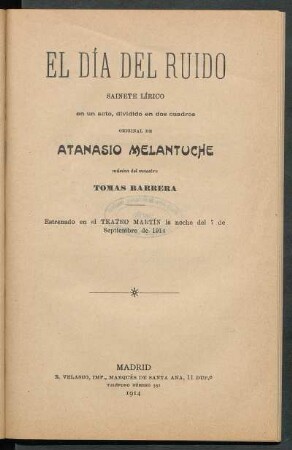 EL DÍA DEL RUIDO
SAINETE LÍRICO
en un acto, dividido en dos cuadros
ORIGINAL DE
ATANASIO MELANTUCHE
música del maestro
TOMAS BARRERA
Estrenado en el TEATRO MARTÍN la noche del 7 de
Septiembre de 1914
MADRID
R. VELASCO, IMP., MARQUÉS DE SANTA ANA, 11 DUP.º
TELÉFONO NÚMERO 551
1914